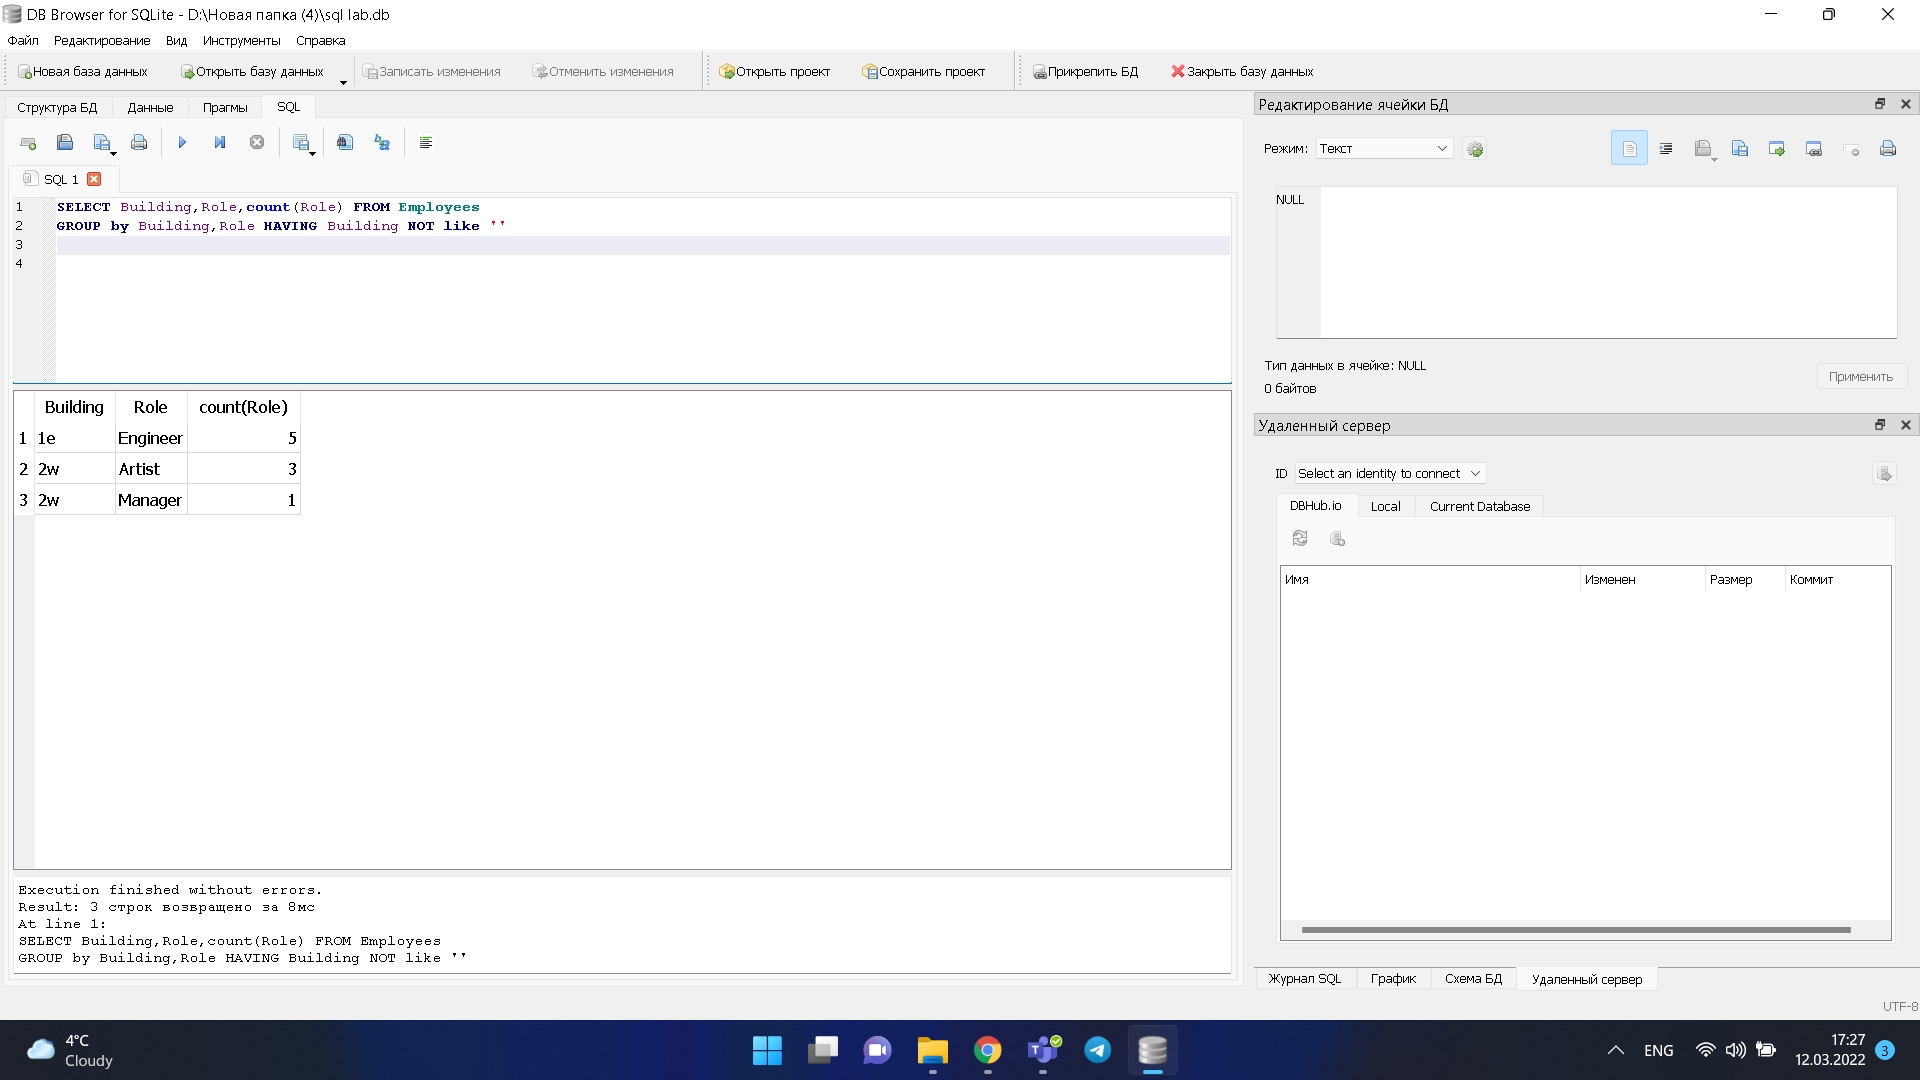 DB Browser for SQLite - D:\Новая папка (4)\sql lab.db
Файл Редактирование Вид Инструменты Справка
Новая база данных Открыть базу данных Записать изменения Отменить изменения Открыть проект Сохранить проект Прикрепить БД Закрыть базу данных
Структура БД Данные Прагмы SQL
SQL 1
1 SELECT Building,Role,count(Role) FROM Employees
2 GROUP by Building,Role HAVING Building NOT like ''
3
4
Building Role count(Role)
1 1e Engineer 5
2 2w Artist 3
3 2w Manager 1
Execution finished without errors.
Result: 3 строк возвращено за 8мс
At line 1:
SELECT Building,Role,count(Role) FROM Employees
GROUP by Building,Role HAVING Building NOT like ''
Редактирование ячейки БД
Режим: Текст
NULL
Тип данных в ячейке: NULL
0 байтов
Применить
Удаленный сервер
ID Select an identity to connect
DBHub.io Local Current Database
Имя Изменен Размер Коммит
Журнал SQL График Схема БД Удаленный сервер
UTF-8
4°C
Cloudy
ENG
17:27
12.03.2022
3